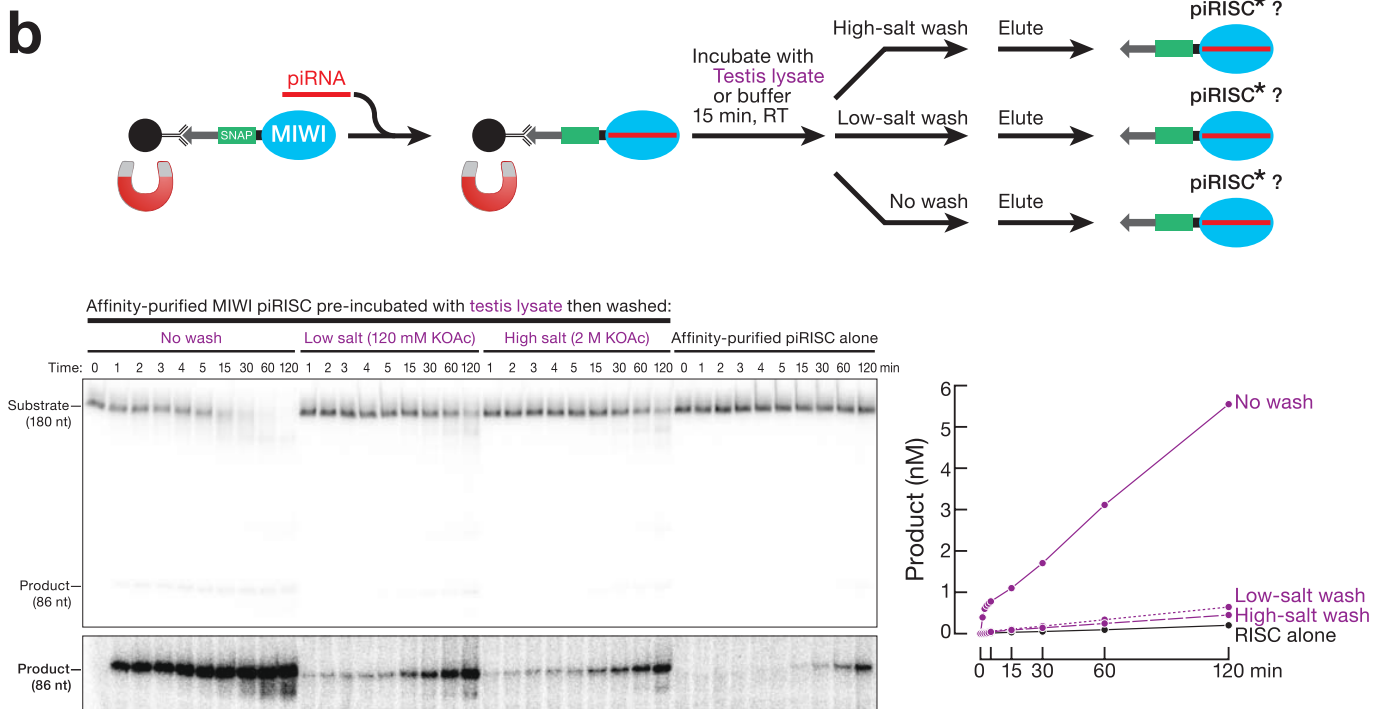 b
piRNA
SNAP
MIWI
Incubate with
Testis lysate
or buffer
15 min, RT
High-salt wash
Elute
piRISC* ?
Low-salt wash
Elute
piRISC* ?
No wash
Elute
piRISC* ?
Affinity-purified MIWI piRISC pre-incubated with testis lysate then washed:
No wash
Low salt (120 mM KOAc)
High salt (2 M KOAc)
Affinity-purified piRISC alone
Time: 0 1 2 3 4 5 15 30 60 120 1 2 3 4 5 15 30 60 120 1 2 3 4 5 15 30 60 120 0 1 2 3 4 5 15 30 60 120 min
Substrate
(180 nt)
Product
(86 nt)
Product
(86 nt)
Product (nM)
6
5
4
3
2
1
0
No wash
Low-salt wash
High-salt wash
RISC alone
0 15 30 60 120 min